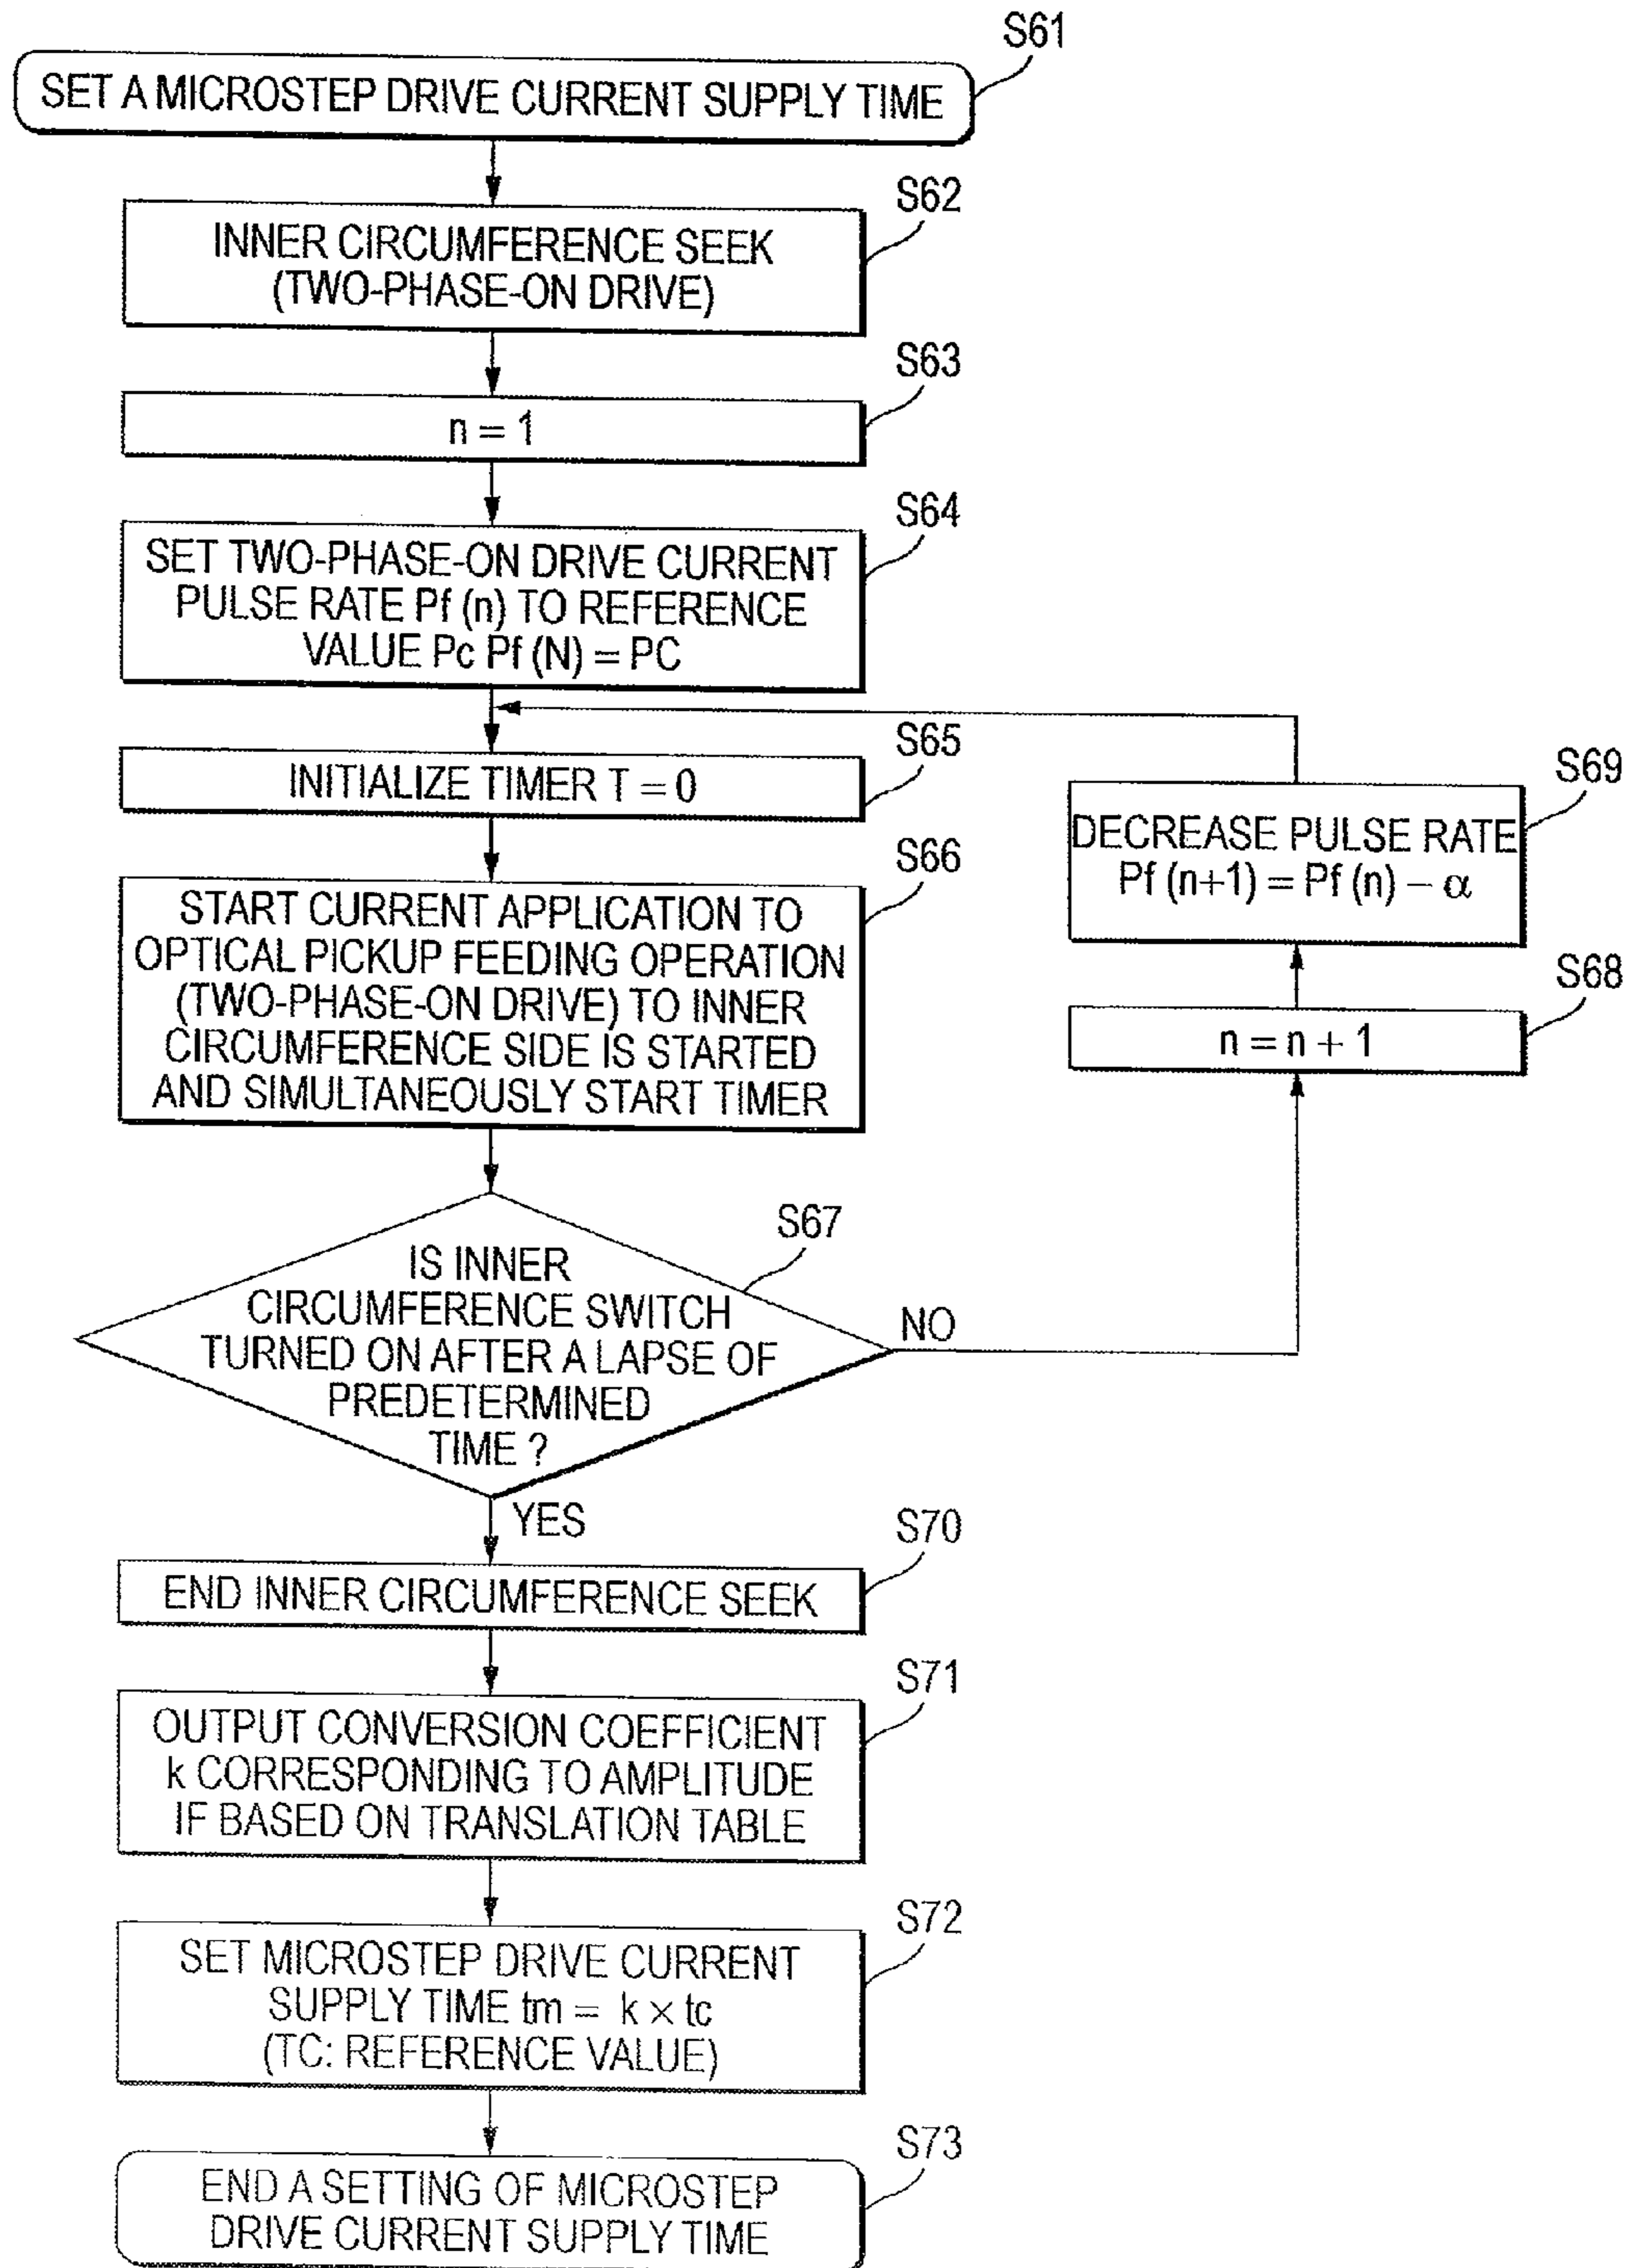 S61
SET A MICROSTEP DRIVE CURRENT SUPPLY TIME
S62
INNER CIRCUMFERENCE SEEK
(TWO-PHASE-ON DRIVE)
S63
n = 1
S64
SET TWO-PHASE-ON DRIVE CURRENT
PULSE RATE Pf (n) TO REFERENCE
VALUE Pc Pf (N) = PC
S65
INITIALIZE TIMER T = 0
S66
START CURRENT APPLICATION TO
OPTICAL PICKUP FEEDING OPERATION
(TWO-PHASE-ON DRIVE) TO INNER
CIRCUMFERENCE SIDE IS STARTED
AND SIMULTANEOUSLY START TIMER
S67
IS INNER
CIRCUMFERENCE SWITCH
TURNED ON AFTER A LAPSE OF
PREDETERMINED
TIME ?
NO
S68
n = n + 1
S69
DECREASE PULSE RATE
Pf (n+1) = Pf (n) – α
YES
S70
END INNER CIRCUMFERENCE SEEK
S71
OUTPUT CONVERSION COEFFICIENT
k CORRESPONDING TO AMPLITUDE
IF BASED ON TRANSLATION TABLE
S72
SET MICROSTEP DRIVE CURRENT
SUPPLY TIME tm = k × tc
(TC: REFERENCE VALUE)
S73
END A SETTING OF MICROSTEP
DRIVE CURRENT SUPPLY TIME